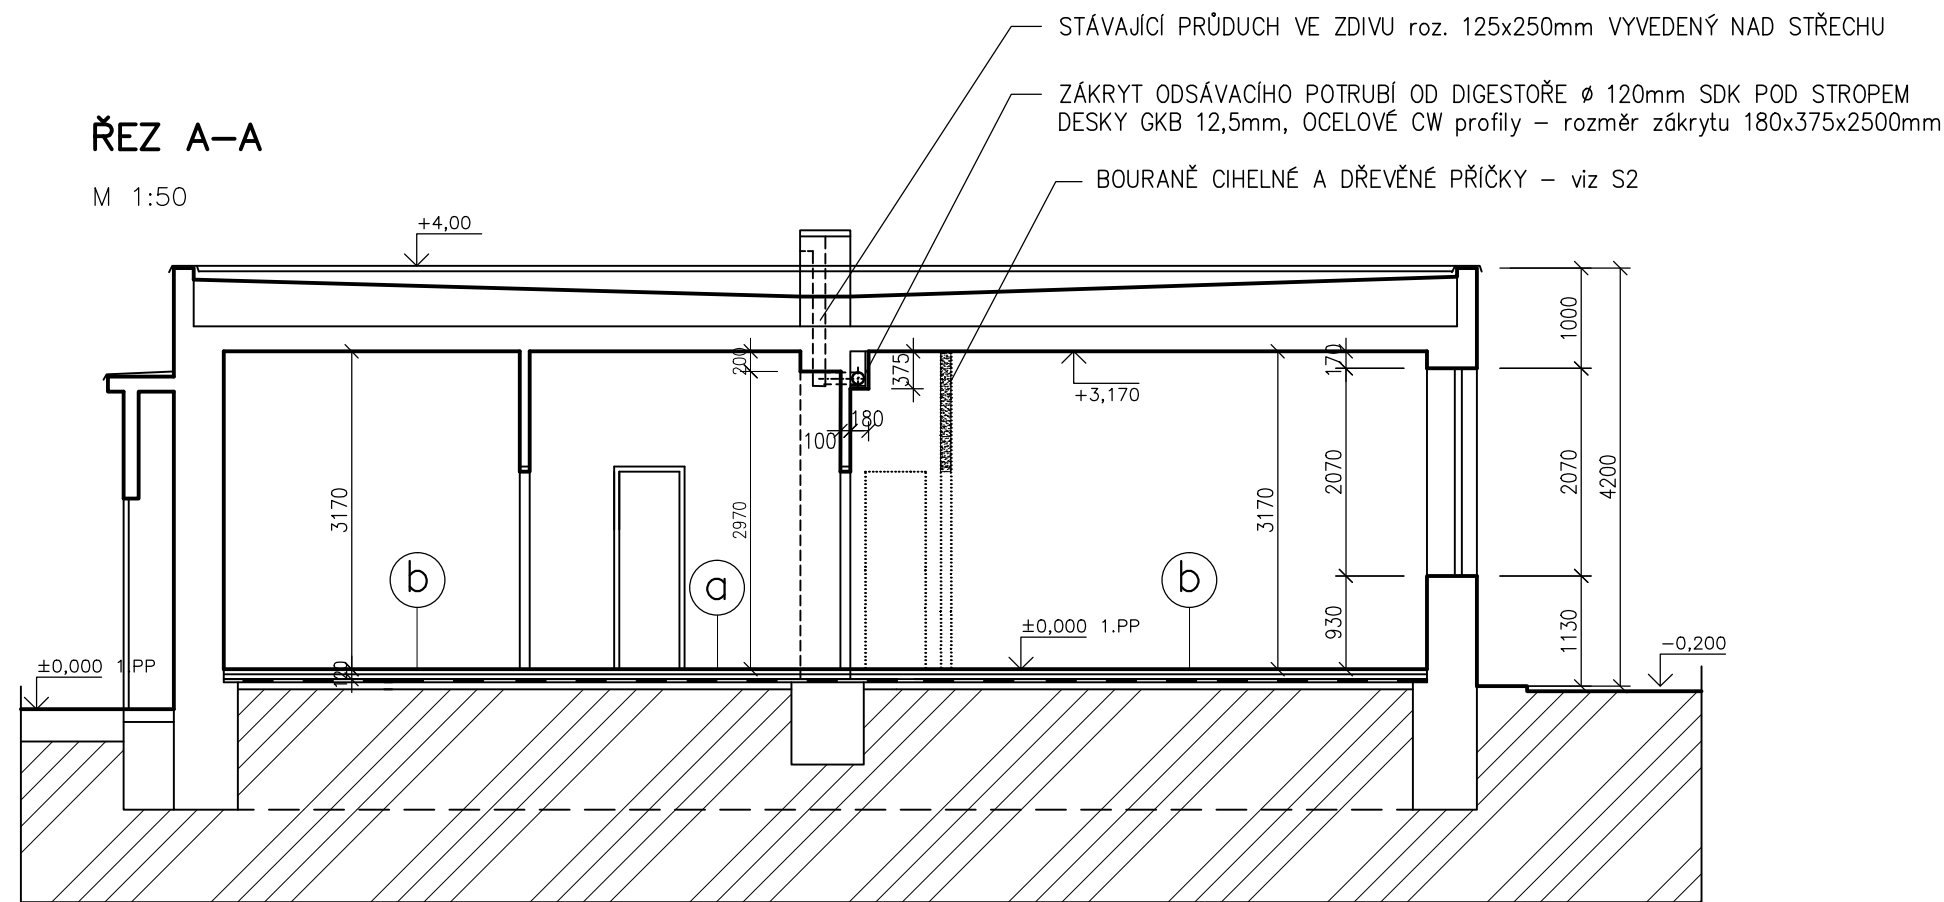 STÁVAJÍCÍ PRŮDUCH VE ZDIVU roz. 125x250mm VYVEDENÝ NAD STŘECHU
ZÁKRYT ODSÁVACÍHO POTRUBÍ OD DIGESTOŘE ø 120mm SDK POD STROPEM
DESKY GKB 12,5mm, OCELOVÉ CW profily – rozměr zákrytu 180x375x2500mm
ŘEZ A–A
BOURANĚ CIHELNÉ A DŘEVĚNÉ PŘÍČKY – viz S2
M 1:50
+4,00
1000
200
375
170
+3,170
180
100
3170
2970
3170
2070
2070
4200
b
a
b
930
1130
±0,000 1.PP
–0,200
±0,000 1.PP
120